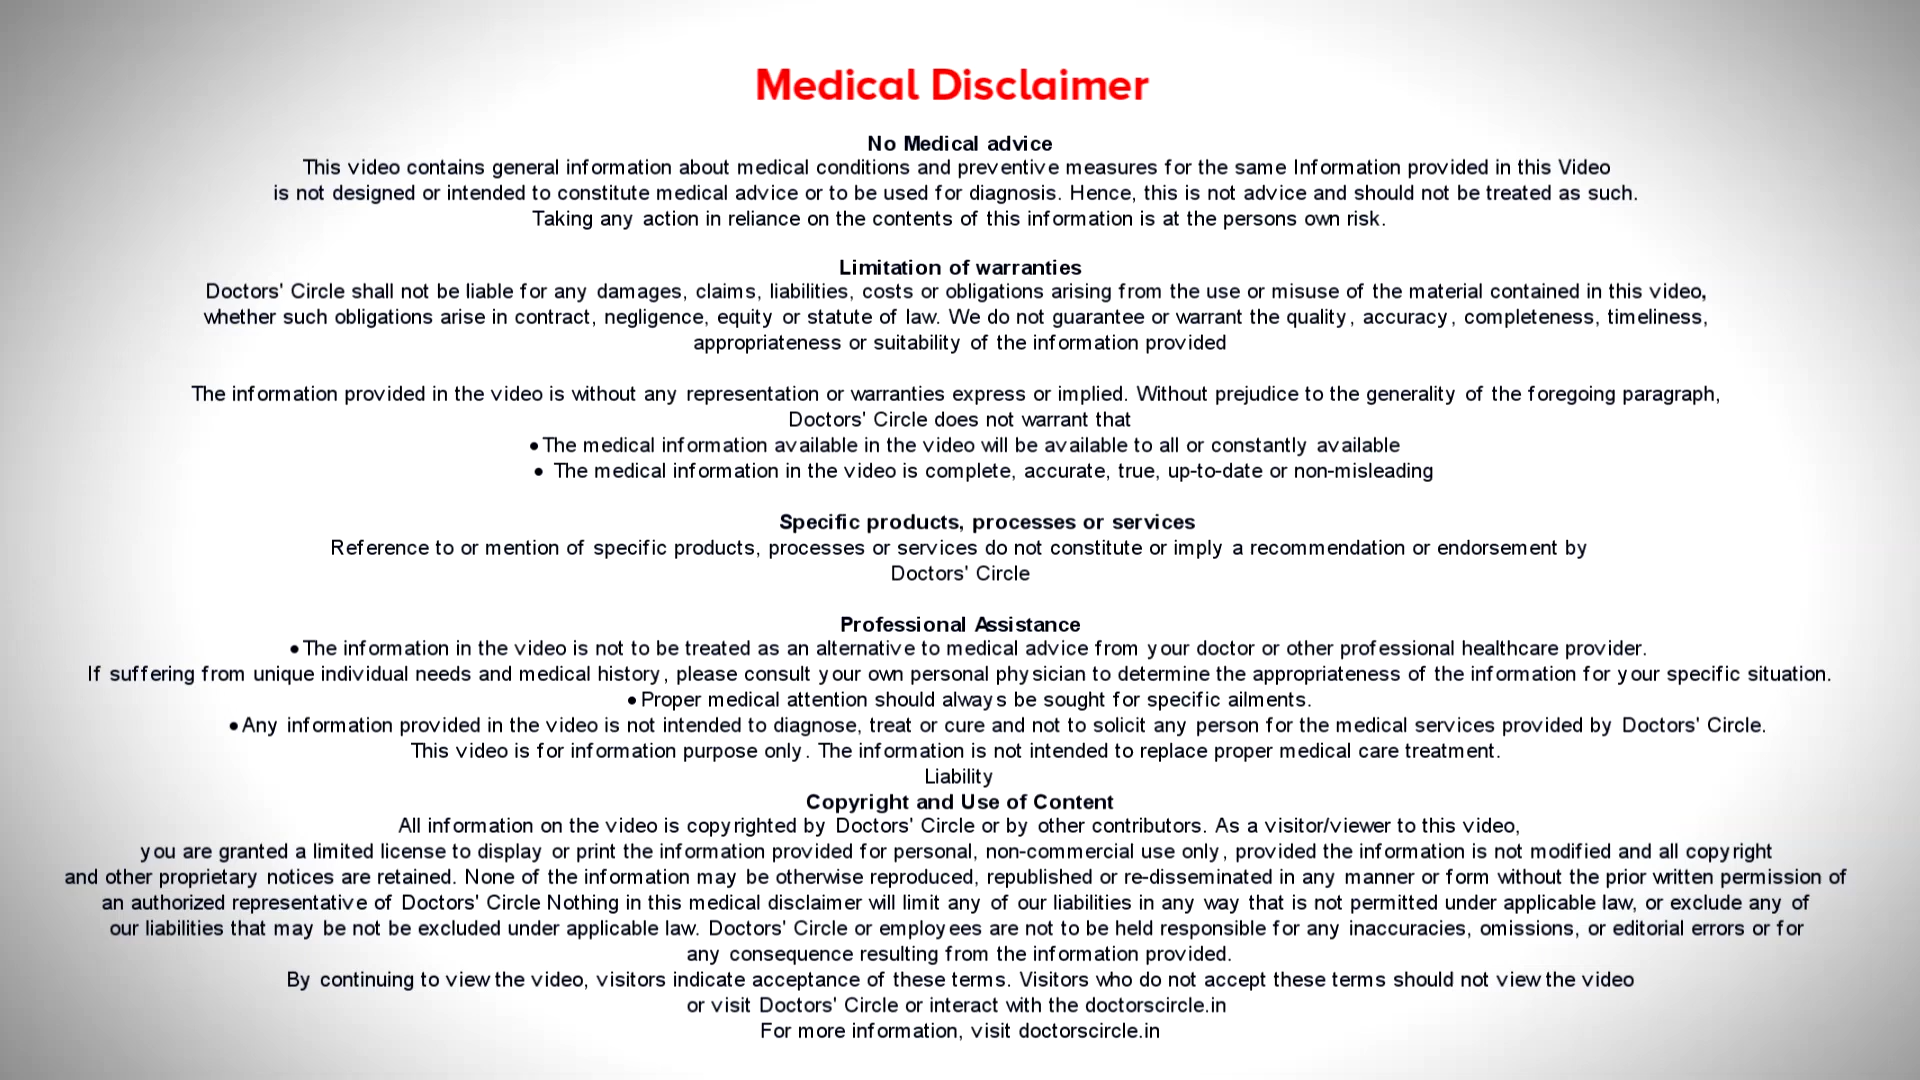 Medical Disclaimer
No Medical advice
This video contains general information about medical conditions and preventive measures for the same Information provided in this Video
is not designed or intended to constitute medical advice or to be used for diagnosis. Hence, this is not advice and should not be treated as such.
Taking any action in reliance on the contents of this information is at the persons own risk.
Limitation of warranties
Doctors' Circle shall not be liable for any damages, claims, liabilities, costs or obligations arising from the use or misuse of the material contained in this video,
whether such obligations arise in contract, negligence, equity or statute of law. We do not guarantee or warrant the quality, accuracy, completeness, timeliness,
appropriateness or suitability of the information provided
The information provided in the video is without any representation or warranties express or implied. Without prejudice to the generality of the foregoing paragraph,
Doctors' Circle does not warrant that
• The medical information available in the video will be available to all or constantly available
• The medical information in the video is complete, accurate, true, up-to-date or non-misleading
Specific products, processes or services
Reference to or mention of specific products, processes or services do not constitute or imply a recommendation or endorsement by
Doctors' Circle
Professional Assistance
• The information in the video is not to be treated as an alternative to medical advice from your doctor or other professional healthcare provider.
If suffering from unique individual needs and medical history, please consult your own personal physician to determine the appropriateness of the information for your specific situation.
• Proper medical attention should always be sought for specific ailments.
• Any information provided in the video is not intended to diagnose, treat or cure and not to solicit any person for the medical services provided by Doctors' Circle.
This video is for information purpose only. The information is not intended to replace proper medical care treatment.
Liability
Copyright and Use of Content
All information on the video is copyrighted by Doctors' Circle or by other contributors. As a visitor/viewer to this video,
you are granted a limited license to display or print the information provided for personal, non-commercial use only, provided the information is not modified and all copyright
and other proprietary notices are retained. None of the information may be otherwise reproduced, republished or re-disseminated in any manner or form without the prior written permission of
an authorized representative of Doctors' Circle Nothing in this medical disclaimer will limit any of our liabilities in any way that is not permitted under applicable law, or exclude any of
our liabilities that may be not be excluded under applicable law. Doctors' Circle or employees are not to be held responsible for any inaccuracies, omissions, or editorial errors or for
any consequence resulting from the information provided.
By continuing to view the video, visitors indicate acceptance of these terms. Visitors who do not accept these terms should not view the video
or visit Doctors' Circle or interact with the doctorscircle.in
For more information, visit doctorscircle.in